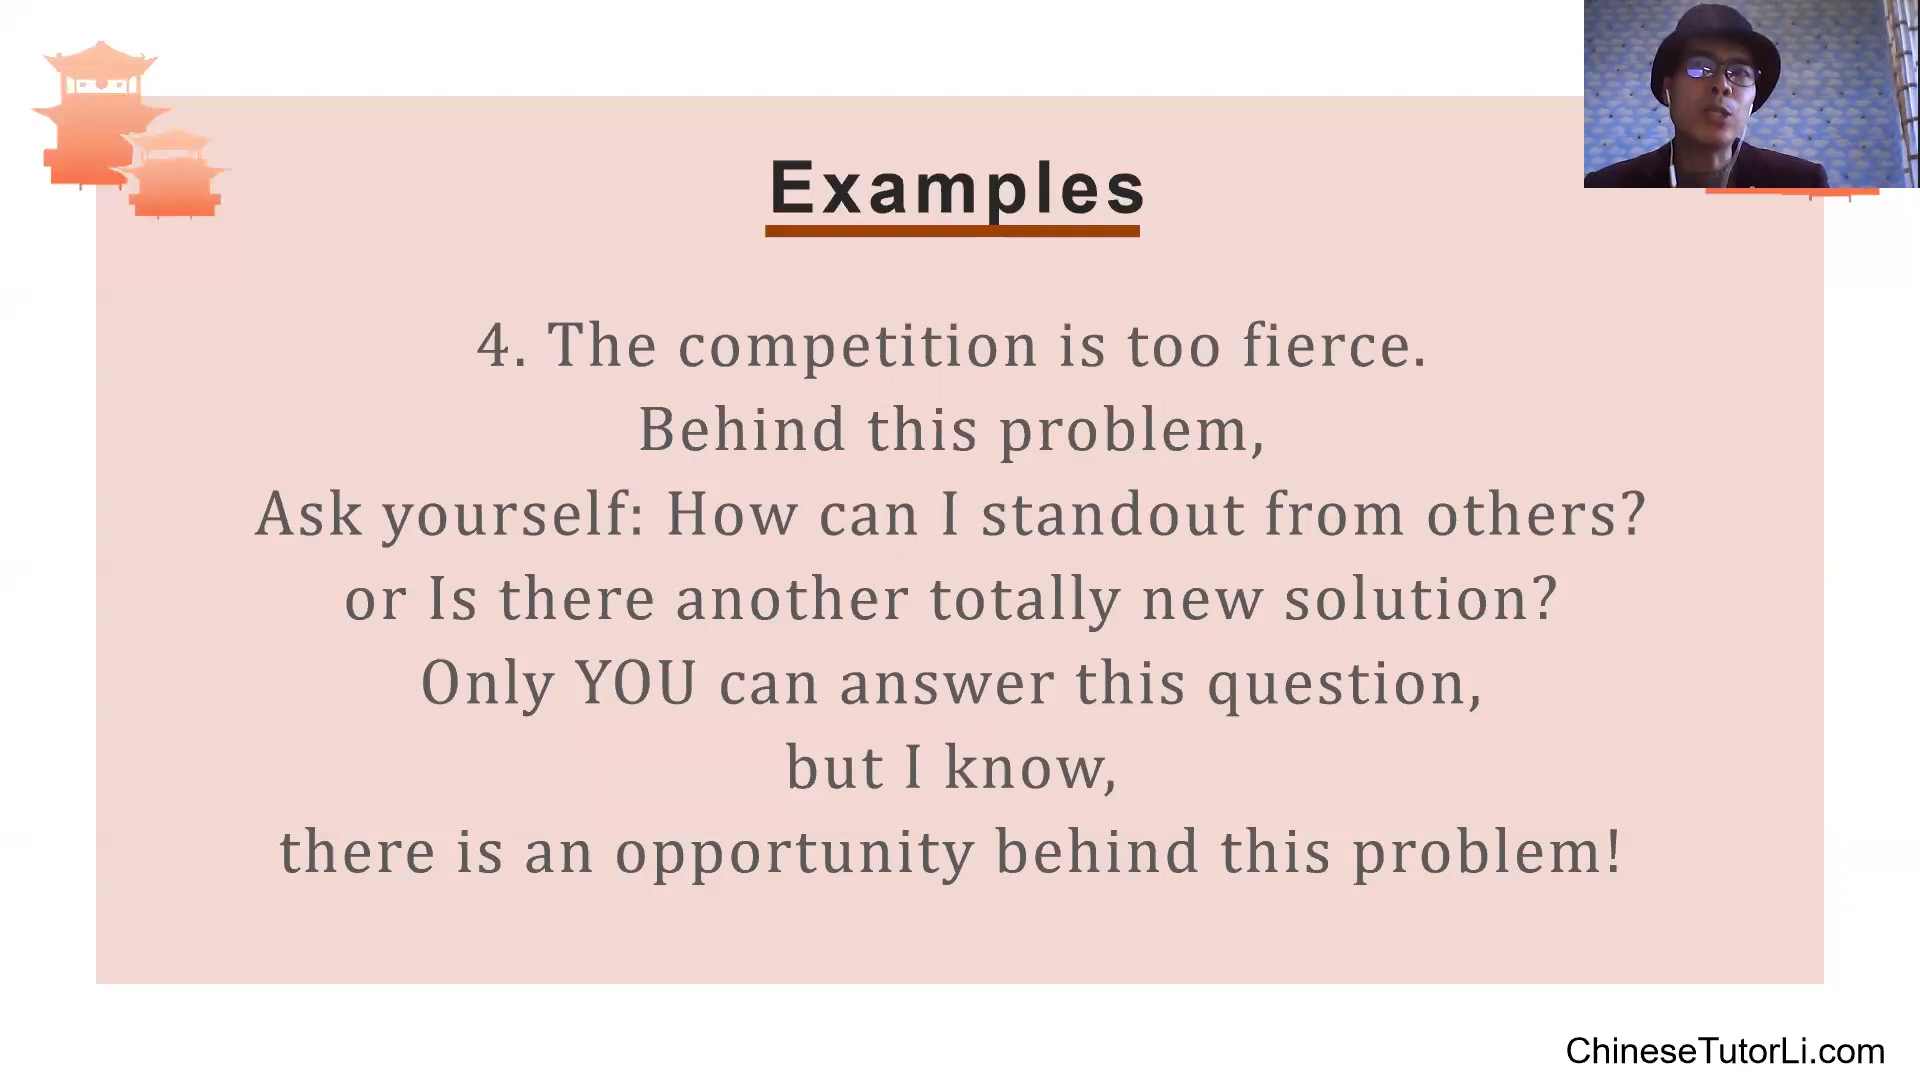 Examples
4. The competition is too fierce.
Behind this problem,
Ask yourself: How can I standout from others?
or Is there another totally new solution?
Only YOU can answer this question,
but I know,
there is an opportunity behind this problem!
ChineseTutorLi.com